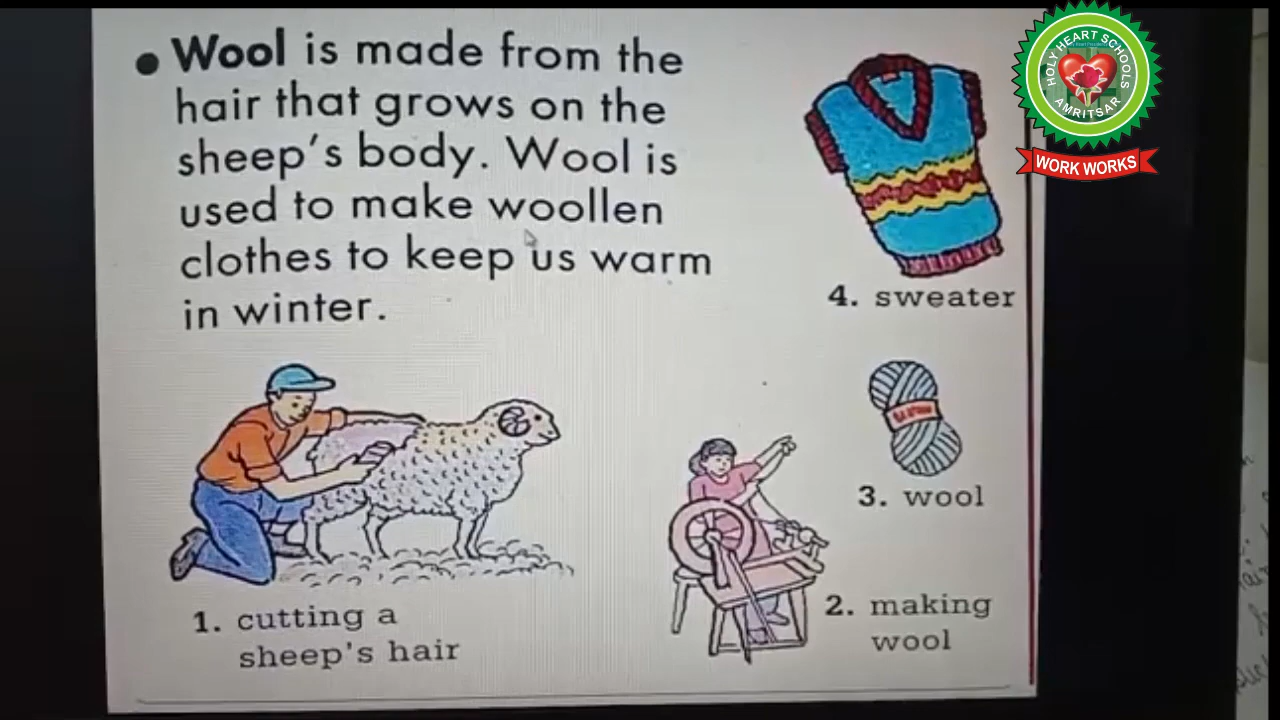 • Wool is made from the
hair that grows on the
sheep's body. Wool is
used to make woollen
clothes to keep us warm
in winter.
HOLY HEART SCHOOLS
AMRITSAR
WORK WORKS
4. sweater
3. wool
2. making
wool
1. cutting a
sheep's hair